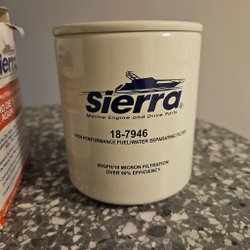 sierra®
Marine Engine and Drive Parts
18-7946
HIGH PERFORMANCE FUEL/WATER SEPARATING FILTER
90GPH/10 MICRON FILTRATION
OVER 90% EFFICIENCY